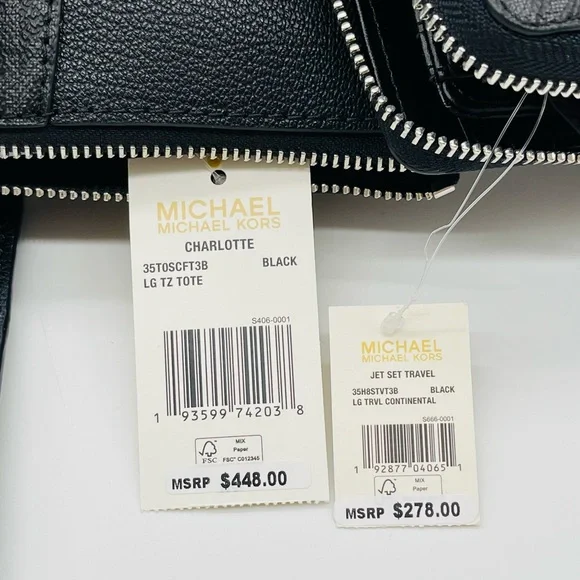 MICHAEL
MICHAEL KORS
CHARLOTTE
35T0SCFT3B BLACK
LG TZ TOTE
S406-0001
1 93599 74203 8
FSC
MIX
Paper
FSC® C012345
MSRP $448.00
MICHAEL
MICHAEL KORS
JET SET TRAVEL
35H8STVT3B BLACK
LG TRVL CONTINENTAL
S666-0001
1 92877 04065 1
MIX
Paper
MSRP $278.00